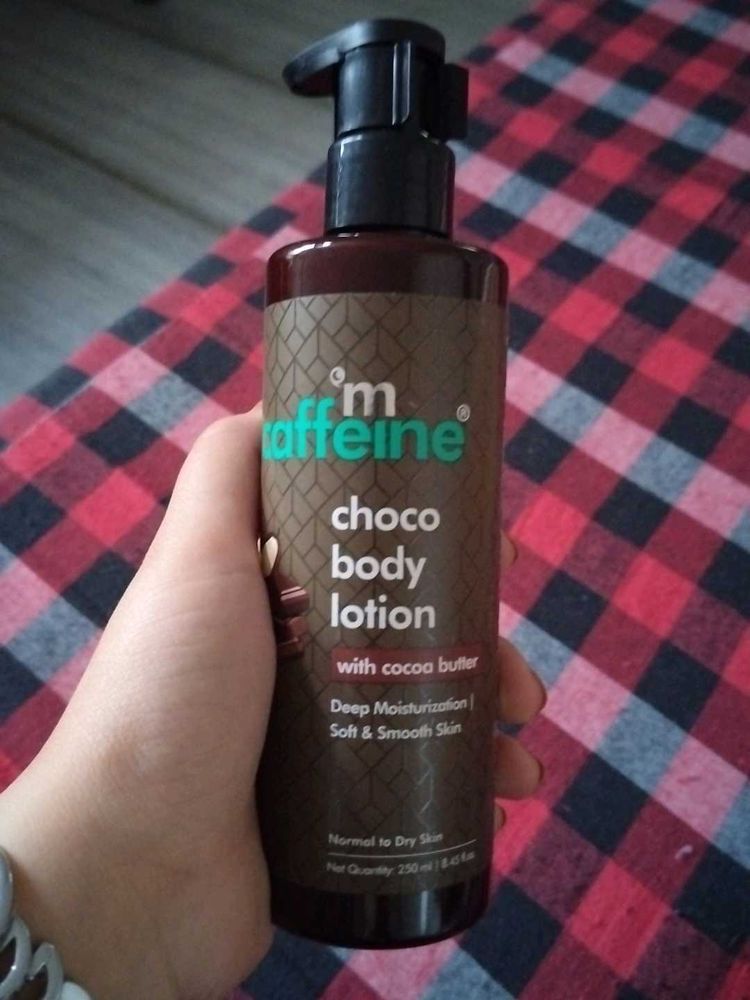 'm
caffeine®
choco
body
lotion
with cocoa butter
Deep Moisturization |
Soft & Smooth Skin
Normal to Dry Skin
Net Quantity: 250 ml | 8.45 fl.oz